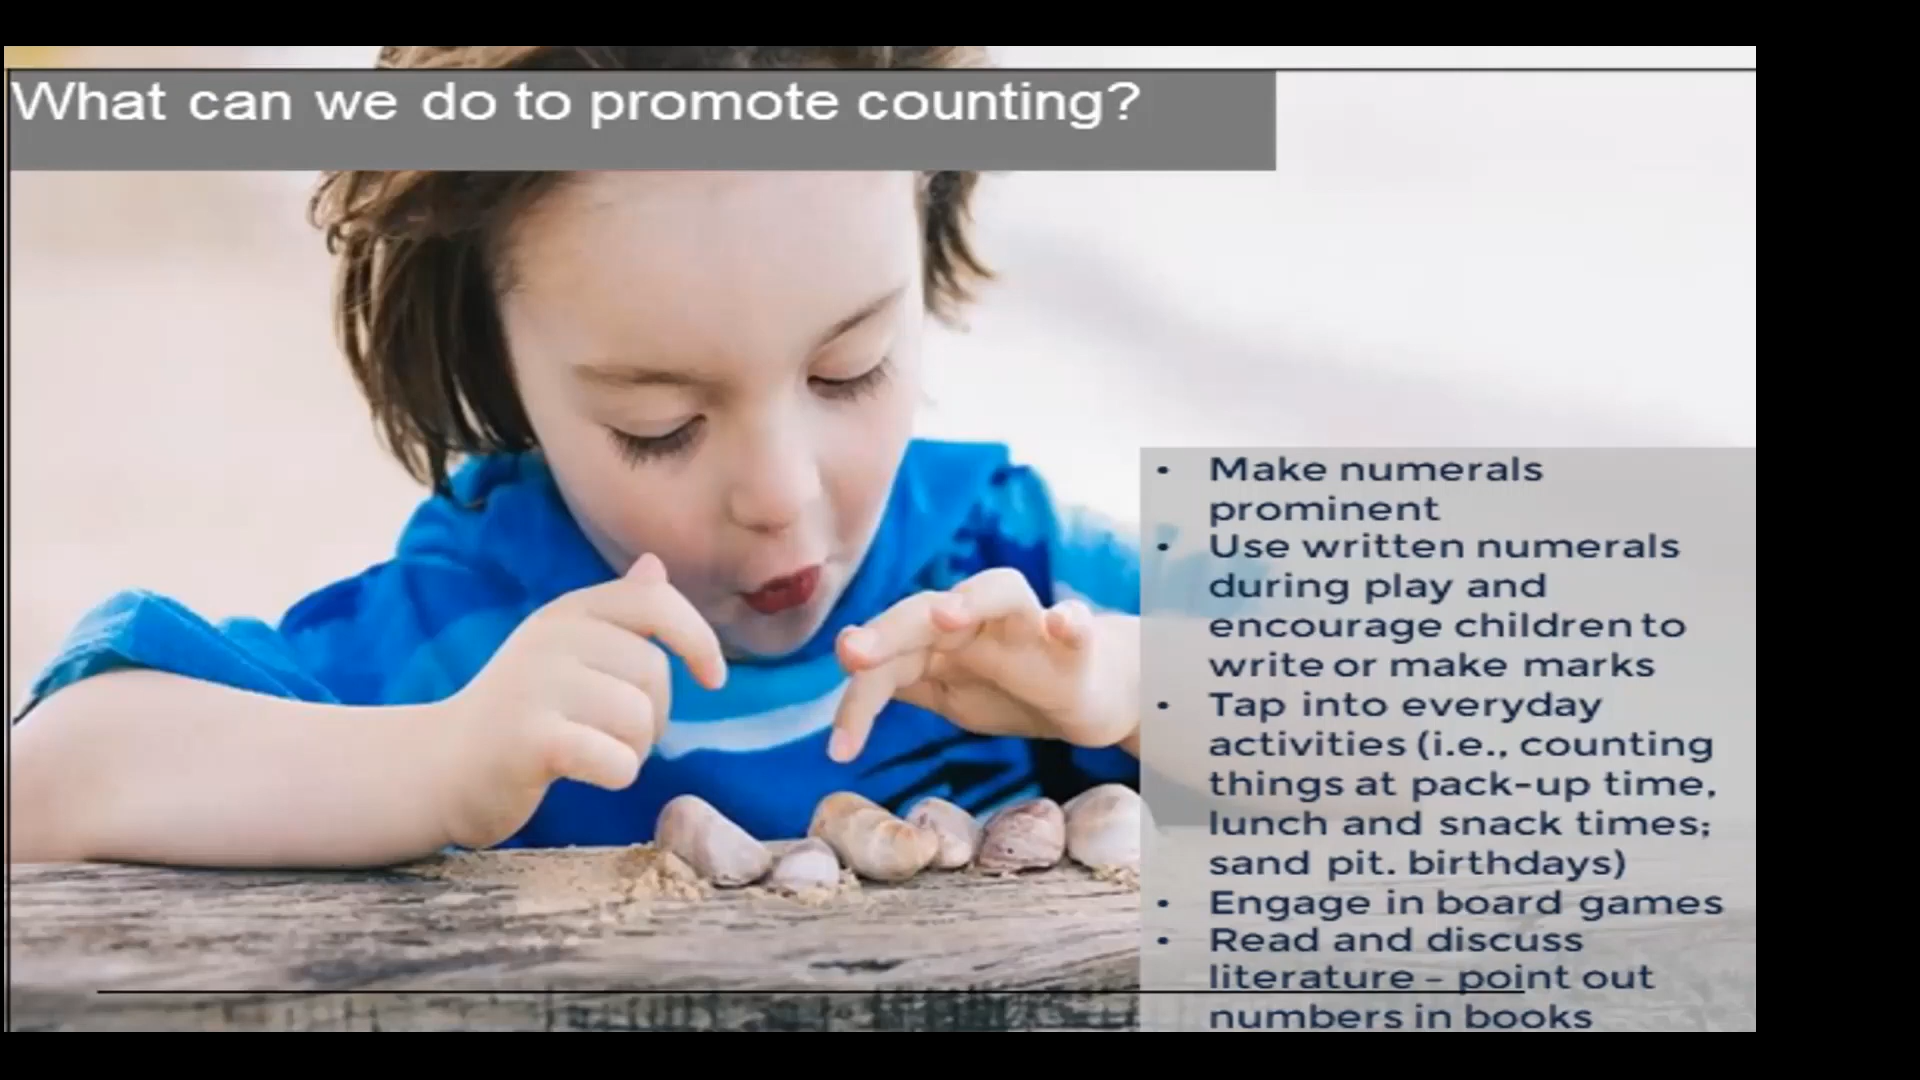 What can we do to promote counting?
• Make numerals
prominent
• Use written numerals
during play and
encourage children to
write or make marks
• Tap into everyday
activities (i.e., counting
things at pack-up time,
lunch and snack times;
sand pit. birthdays)
• Engage in board games
• Read and discuss
literature – point out
numbers in books